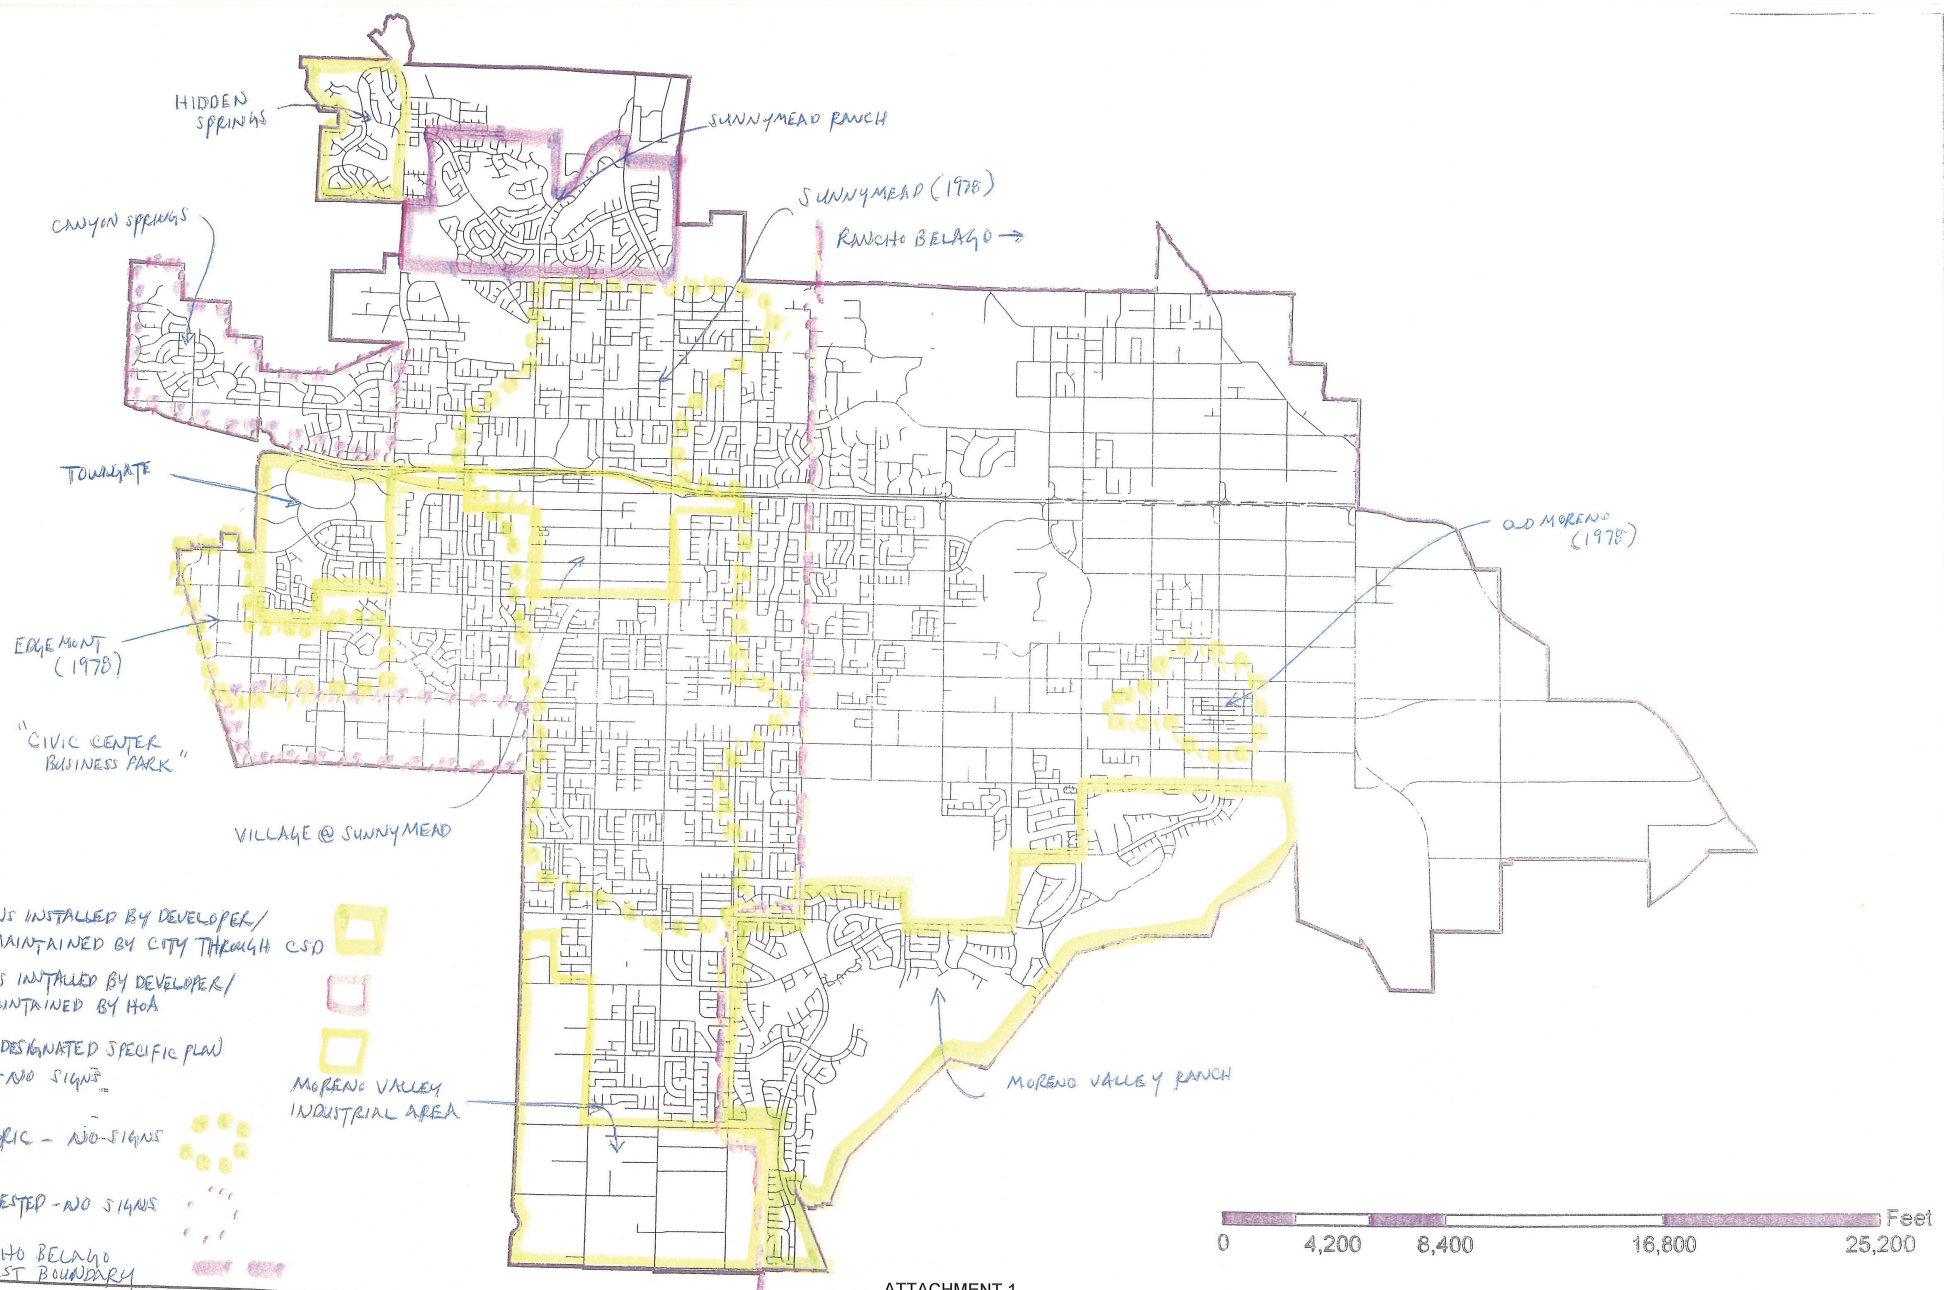 HIDDEN
SPRINGS
SUNNYMEAD RANCH
SUNNYMEAD (1978)
CANYON SPRINGS
RANCHO BELAGO →
TOWNGATE
OLD MORENO
(1978)
EDGEMONT
(1978)
"CIVIC CENTER
BUSINESS PARK"
VILLAGE @ SUNNYMEAD
INSTALLED BY DEVELOPER/
MAINTAINED BY CITY THROUGH CSD
INSTALLED BY DEVELOPER/
BY HOA
DESIGNATED SPECIFIC PLAN
- NO SIGNS
MORENO VALLEY
INDUSTRIAL AREA
MORENO VALLEY RANCH
- NO SIGNS
- NO SIGNS
BELAGO
BOUNDARY
Feet
0 4,200 8,400 16,800 25,200
ATTACHMENT 1